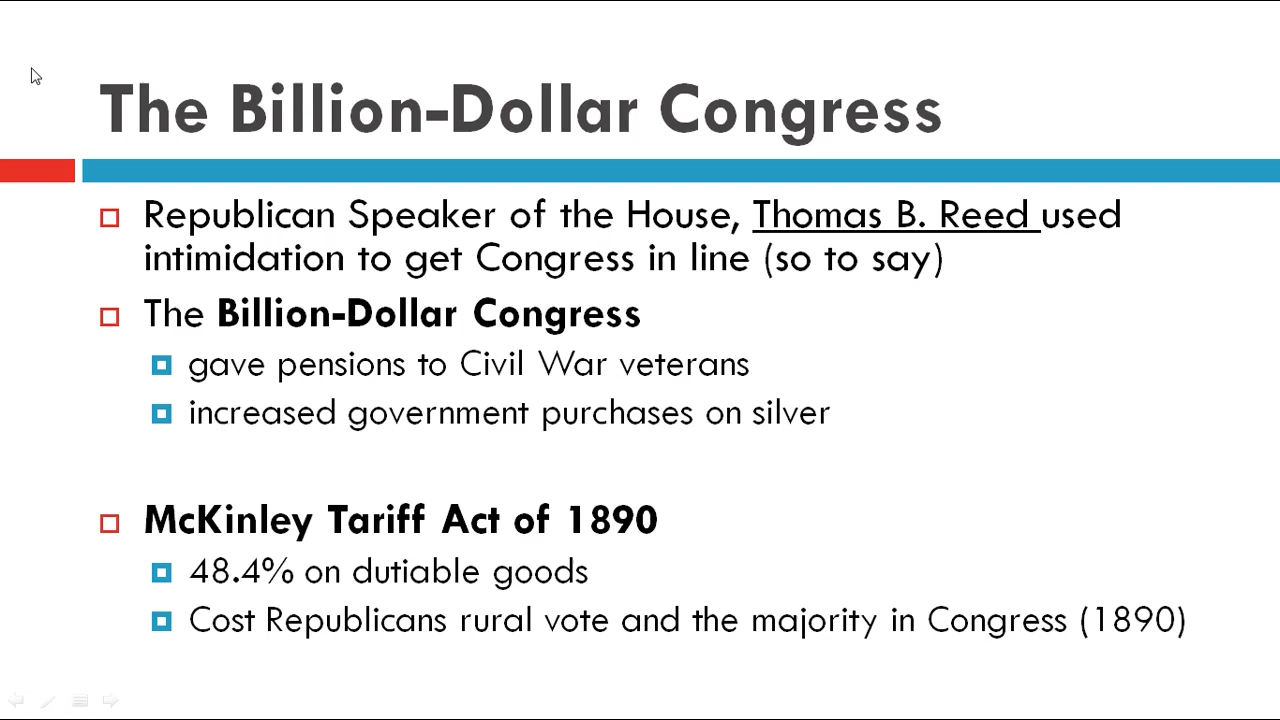 The Billion-Dollar Congress
Republican Speaker of the House, Thomas B. Reed used
intimidation to get Congress in line (so to say)
The Billion-Dollar Congress
gave pensions to Civil War veterans
increased government purchases on silver
McKinley Tariff Act of 1890
48.4% on dutiable goods
Cost Republicans rural vote and the majority in Congress (1890)